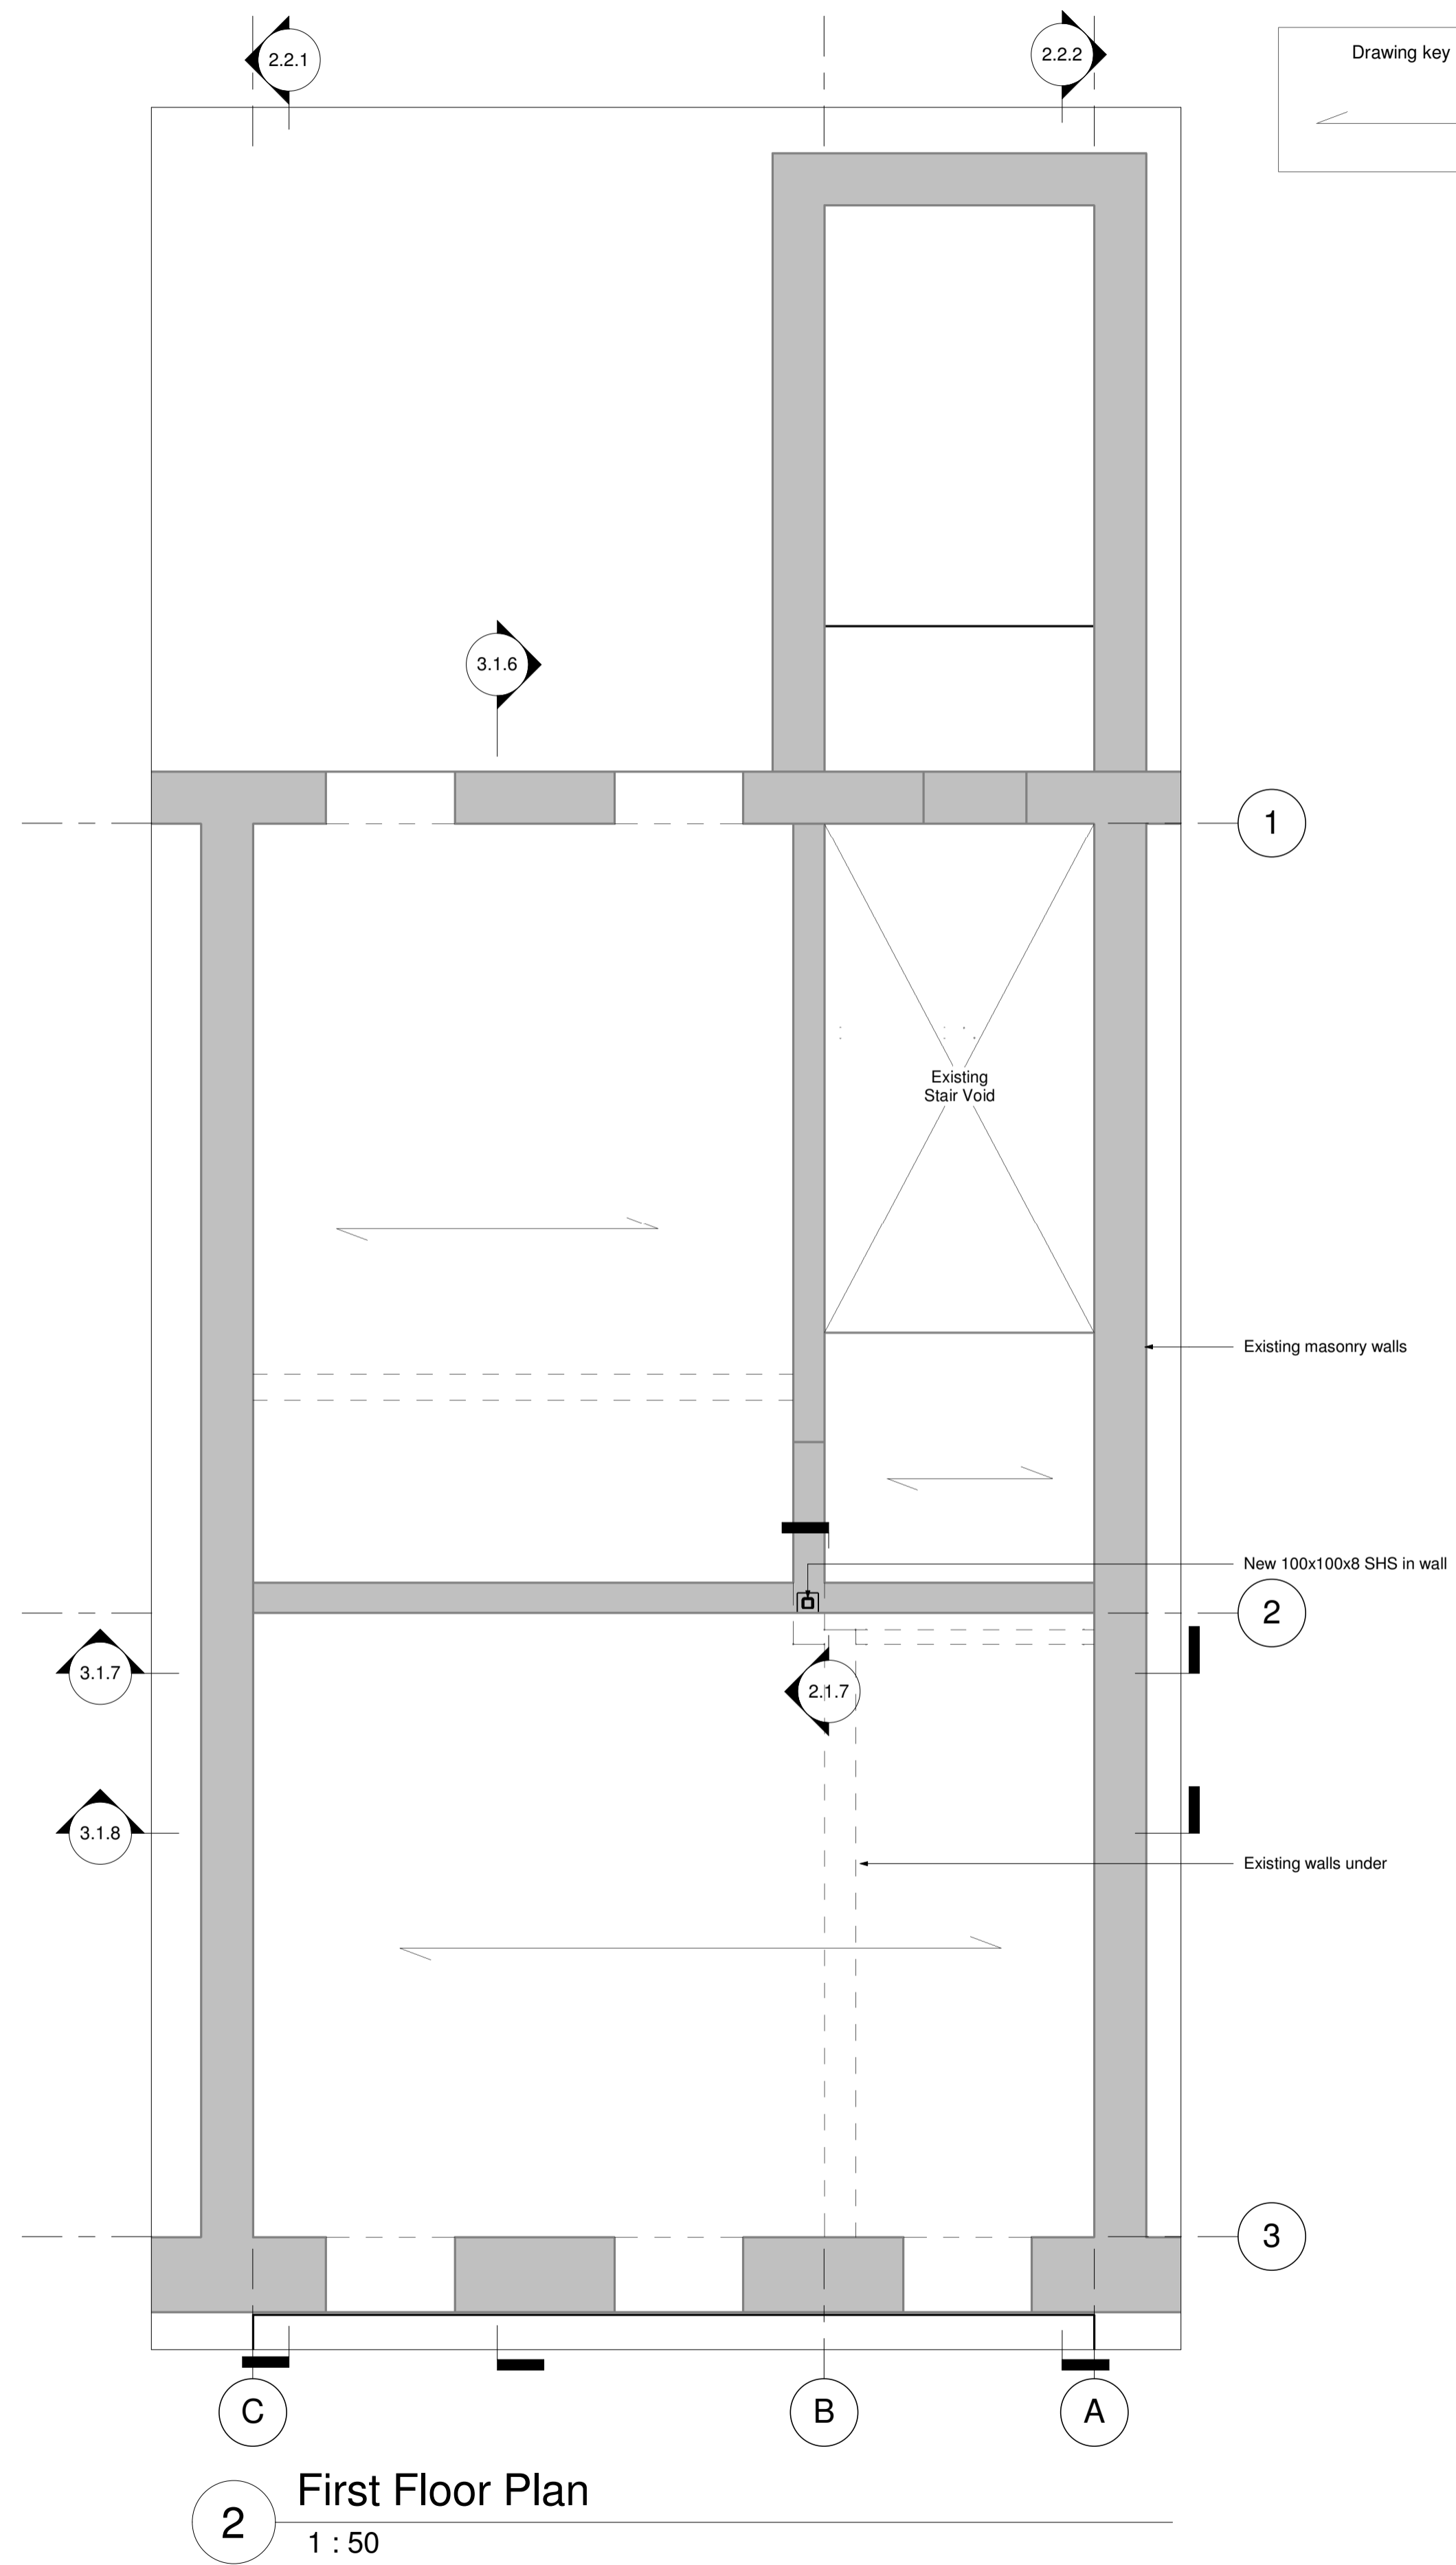 2.2.1
2.2.2
Drawing key
3.1.6
1
Existing
Stair Void
Existing masonry walls
New 100x100x8 SHS in wall
2
3.1.7
2.1.7
3.1.8
Existing walls under
3
C
B
A
2
First Floor Plan
1 : 50